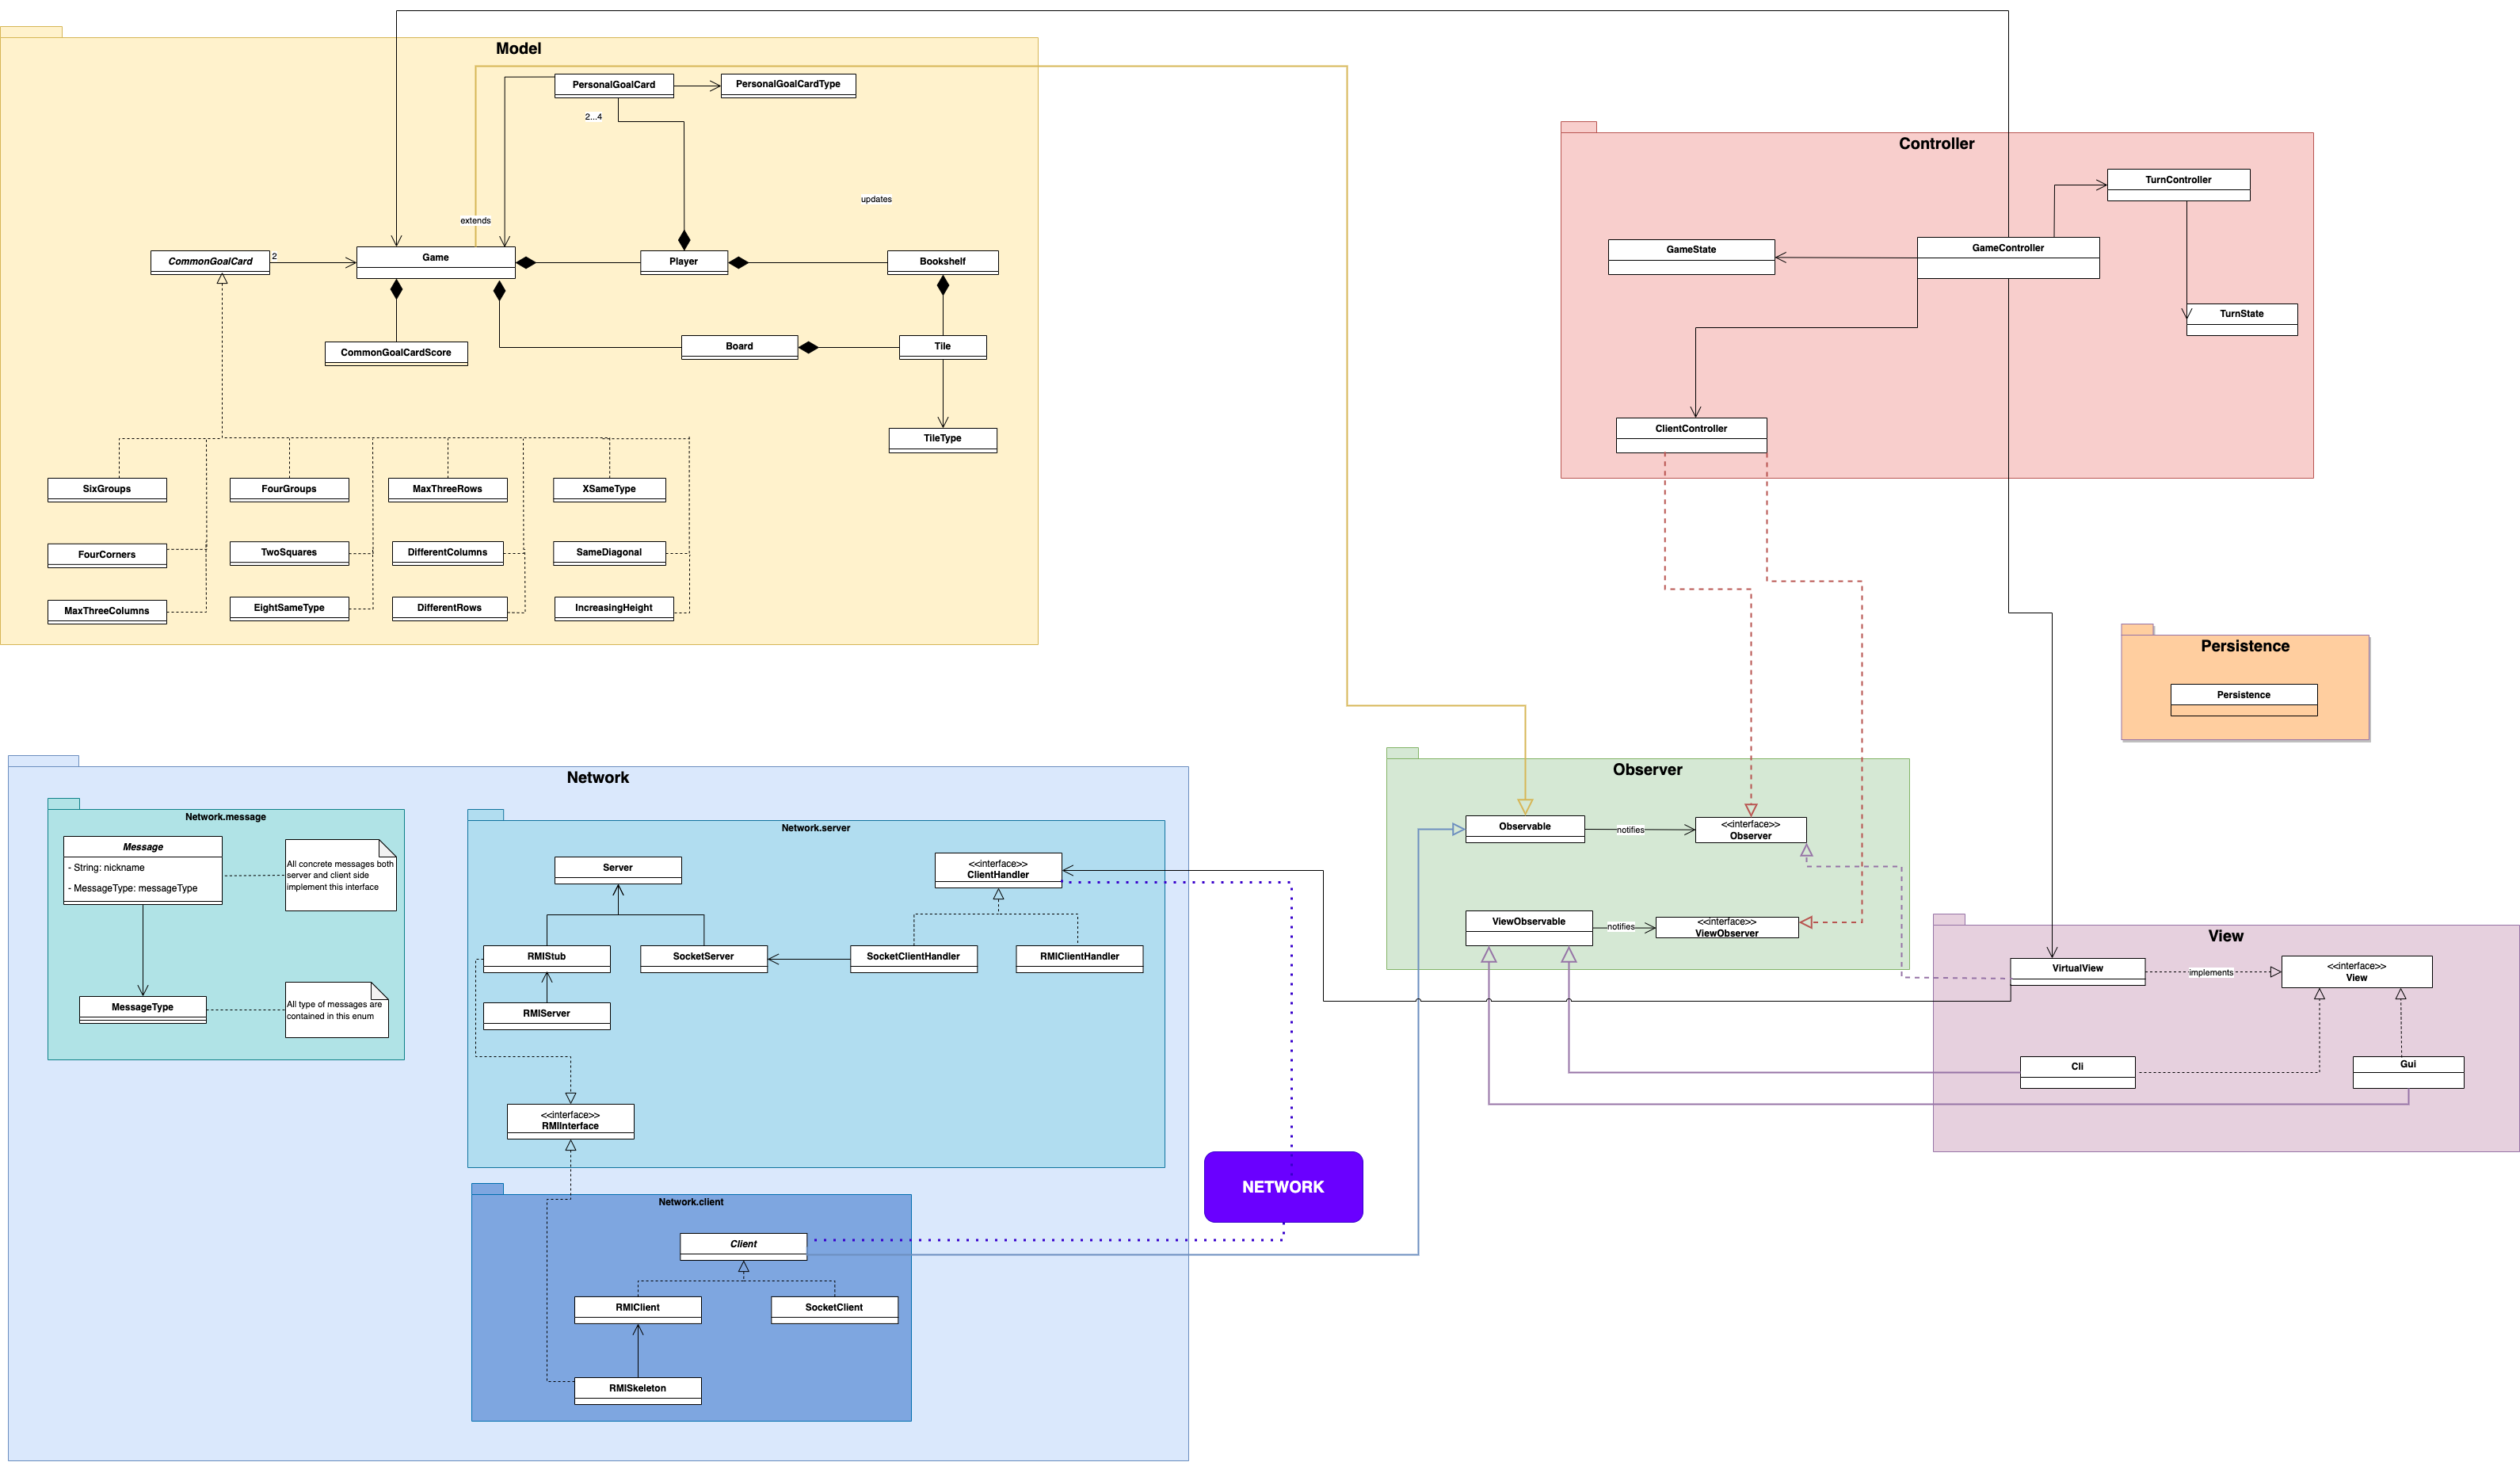 Model
PersonalGoalCard
PersonalGoalCardType
2...4
updates
extends
CommonGoalCard
2
Game
Player
Bookshelf
CommonGoalCardScore
Board
Tile
TileType
SixGroups
FourGroups
MaxThreeRows
XSameType
FourCorners
TwoSquares
DifferentColumns
SameDiagonal
MaxThreeColumns
EightSameType
DifferentRows
IncreasingHeight
Controller
TurnController
GameState
GameController
TurnState
ClientController
Persistence
Persistence
Network
Network.message
Message
- String: nickname
- MessageType: messageType
All concrete messages both
server and client side
implement this interface
MessageType
All type of messages are
contained in this enum
Network.server
Server
<<interface>>
ClientHandler
RMIStub
SocketServer
SocketClientHandler
RMIClientHandler
RMIServer
<<interface>>
RMIInterface
Network.client
Client
RMIClient
SocketClient
RMISkeleton
NETWORK
Observer
Observable
notifies
<<interface>>
Observer
ViewObservable
notifies
<<interface>>
ViewObserver
View
VirtualView
implements
<<interface>>
View
Cli
Gui